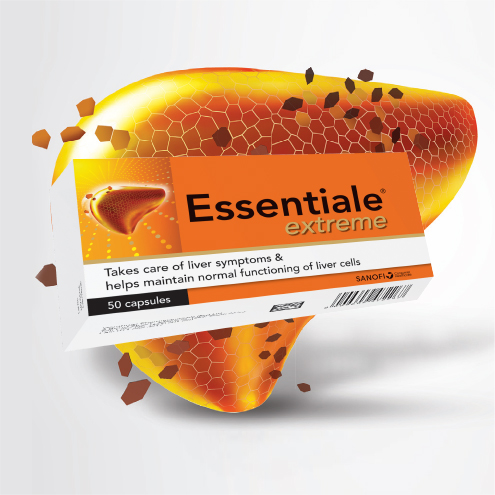 Essentiale®
extreme
Takes care of liver symptoms &
helps maintain normal functioning of liver cells
50 capsules
SANOFI